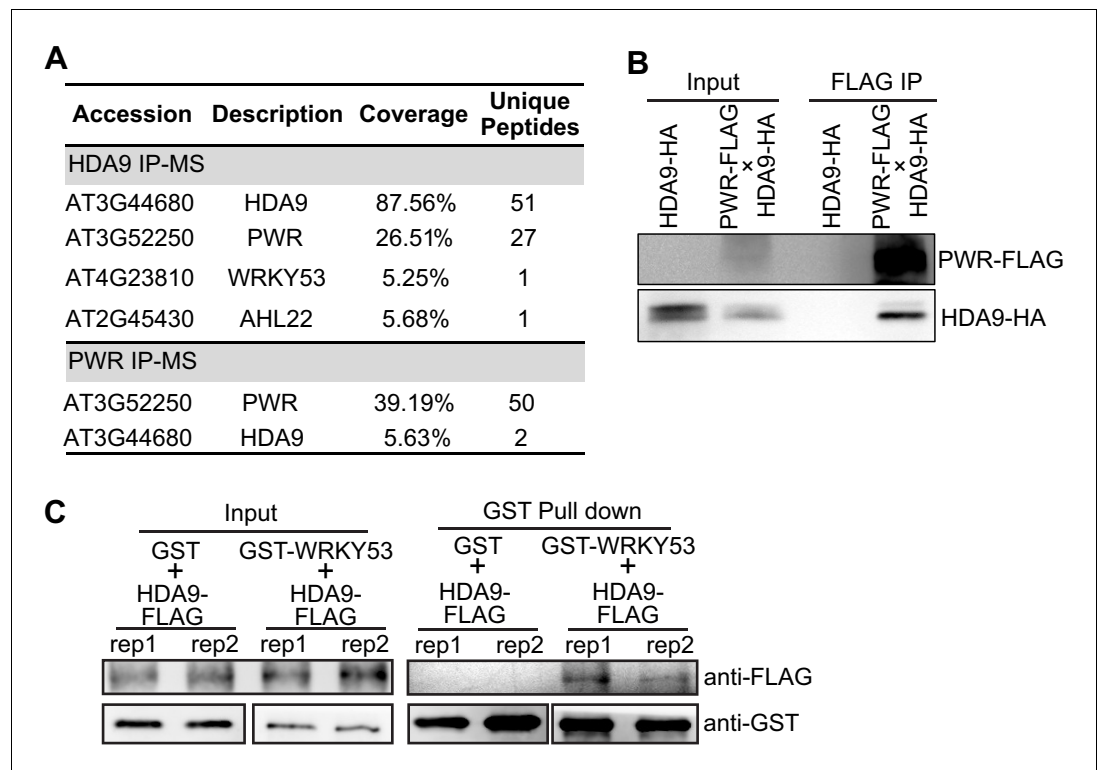 A
Accession Description Coverage Unique Peptides
HDA9 IP-MS
AT3G44680 HDA9 87.56% 51
AT3G52250 PWR 26.51% 27
AT4G23810 WRKY53 5.25% 1
AT2G45430 AHL22 5.68% 1
PWR IP-MS
AT3G52250 PWR 39.19% 50
AT3G44680 HDA9 5.63% 2
B
Input FLAG IP
HDA9-HA
PWR-FLAG
×
HDA9-HA
HDA9-HA
PWR-FLAG
×
HDA9-HA
PWR-FLAG
HDA9-HA
C
Input
GST GST-WRKY53
+ +
HDA9- HDA9-
FLAG FLAG
rep1 rep2 rep1 rep2
GST Pull down
GST GST-WRKY53
+ +
HDA9- HDA9-
FLAG FLAG
rep1 rep2 rep1 rep2
anti-FLAG
anti-GST